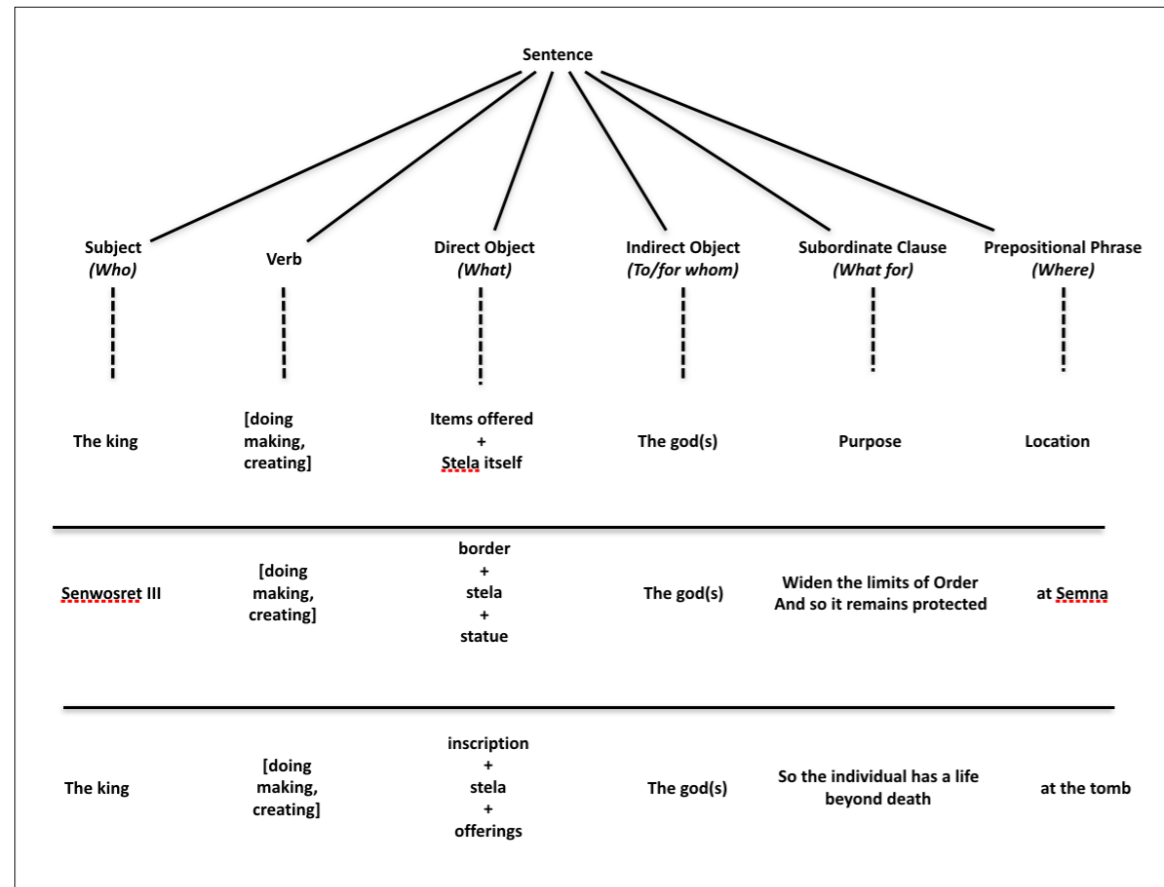 Sentence
Subject Verb Direct Object Indirect Object Subordinate Clause Prepositional Phrase
(Who) (What) (To/for whom) (What for) (Where)
The king [doing making, creating] Items offered + Stela itself The god(s) Purpose Location
Senwosret III [doing making, creating] border + stela + statue The god(s) Widen the limits of Order And so it remains protected at Semna
The king [doing making, creating] inscription + stela + offerings The god(s) So the individual has a life beyond death at the tomb